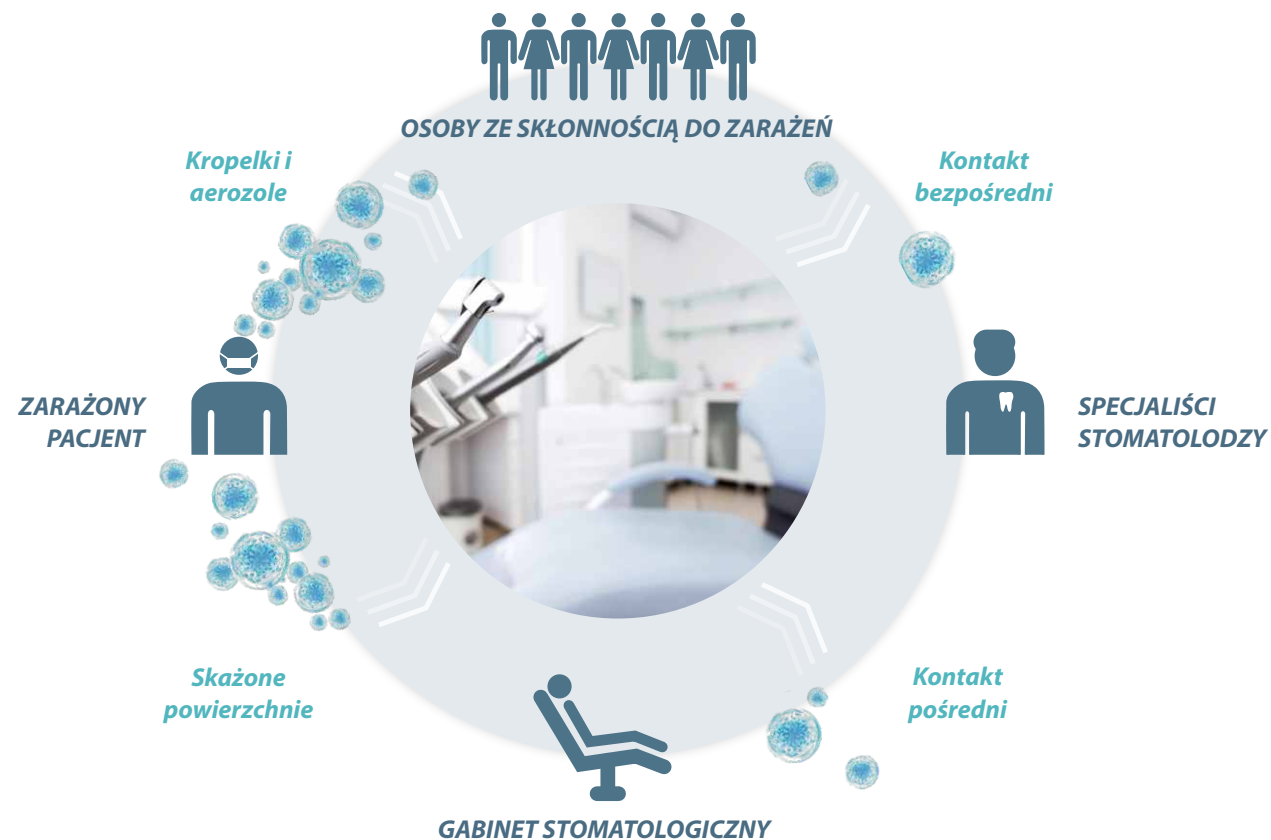 OSOBY ZE SKŁONNOŚCIĄ DO ZARAŻEŃ
Kropelki i
aerozole
Kontakt
bezpośredni
ZARAŻONY
PACJENT
SPECJALIŚCI
STOMATOLODZY
Skażone
powierzchnie
Kontakt
pośredni
GABINET STOMATOLOGICZNY